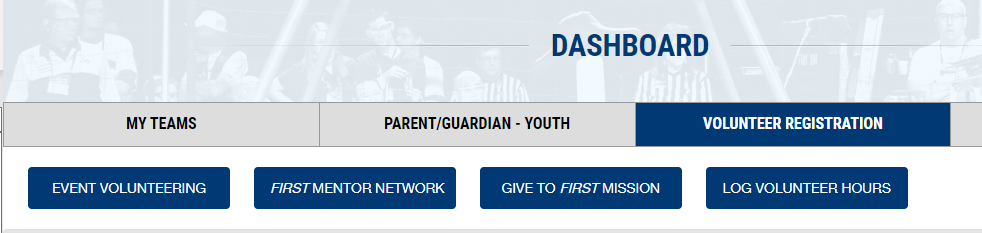 DASHBOARD
MY TEAMS PARENT/GUARDIAN - YOUTH VOLUNTEER REGISTRATION
EVENT VOLUNTEERING FIRST MENTOR NETWORK GIVE TO FIRST MISSION LOG VOLUNTEER HOURS